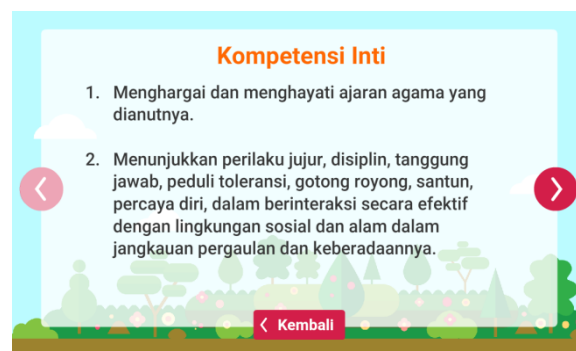 Kompetensi Inti
1. Menghargai dan menghayati ajaran agama yang
dianutnya.
2. Menunjukkan perilaku jujur, disiplin, tanggung
jawab, peduli toleransi, gotong royong, santun,
percaya diri, dalam berinteraksi secara efektif
dengan lingkungan sosial dan alam dalam
jangkauan pergaulan dan keberadaannya.
Kembali